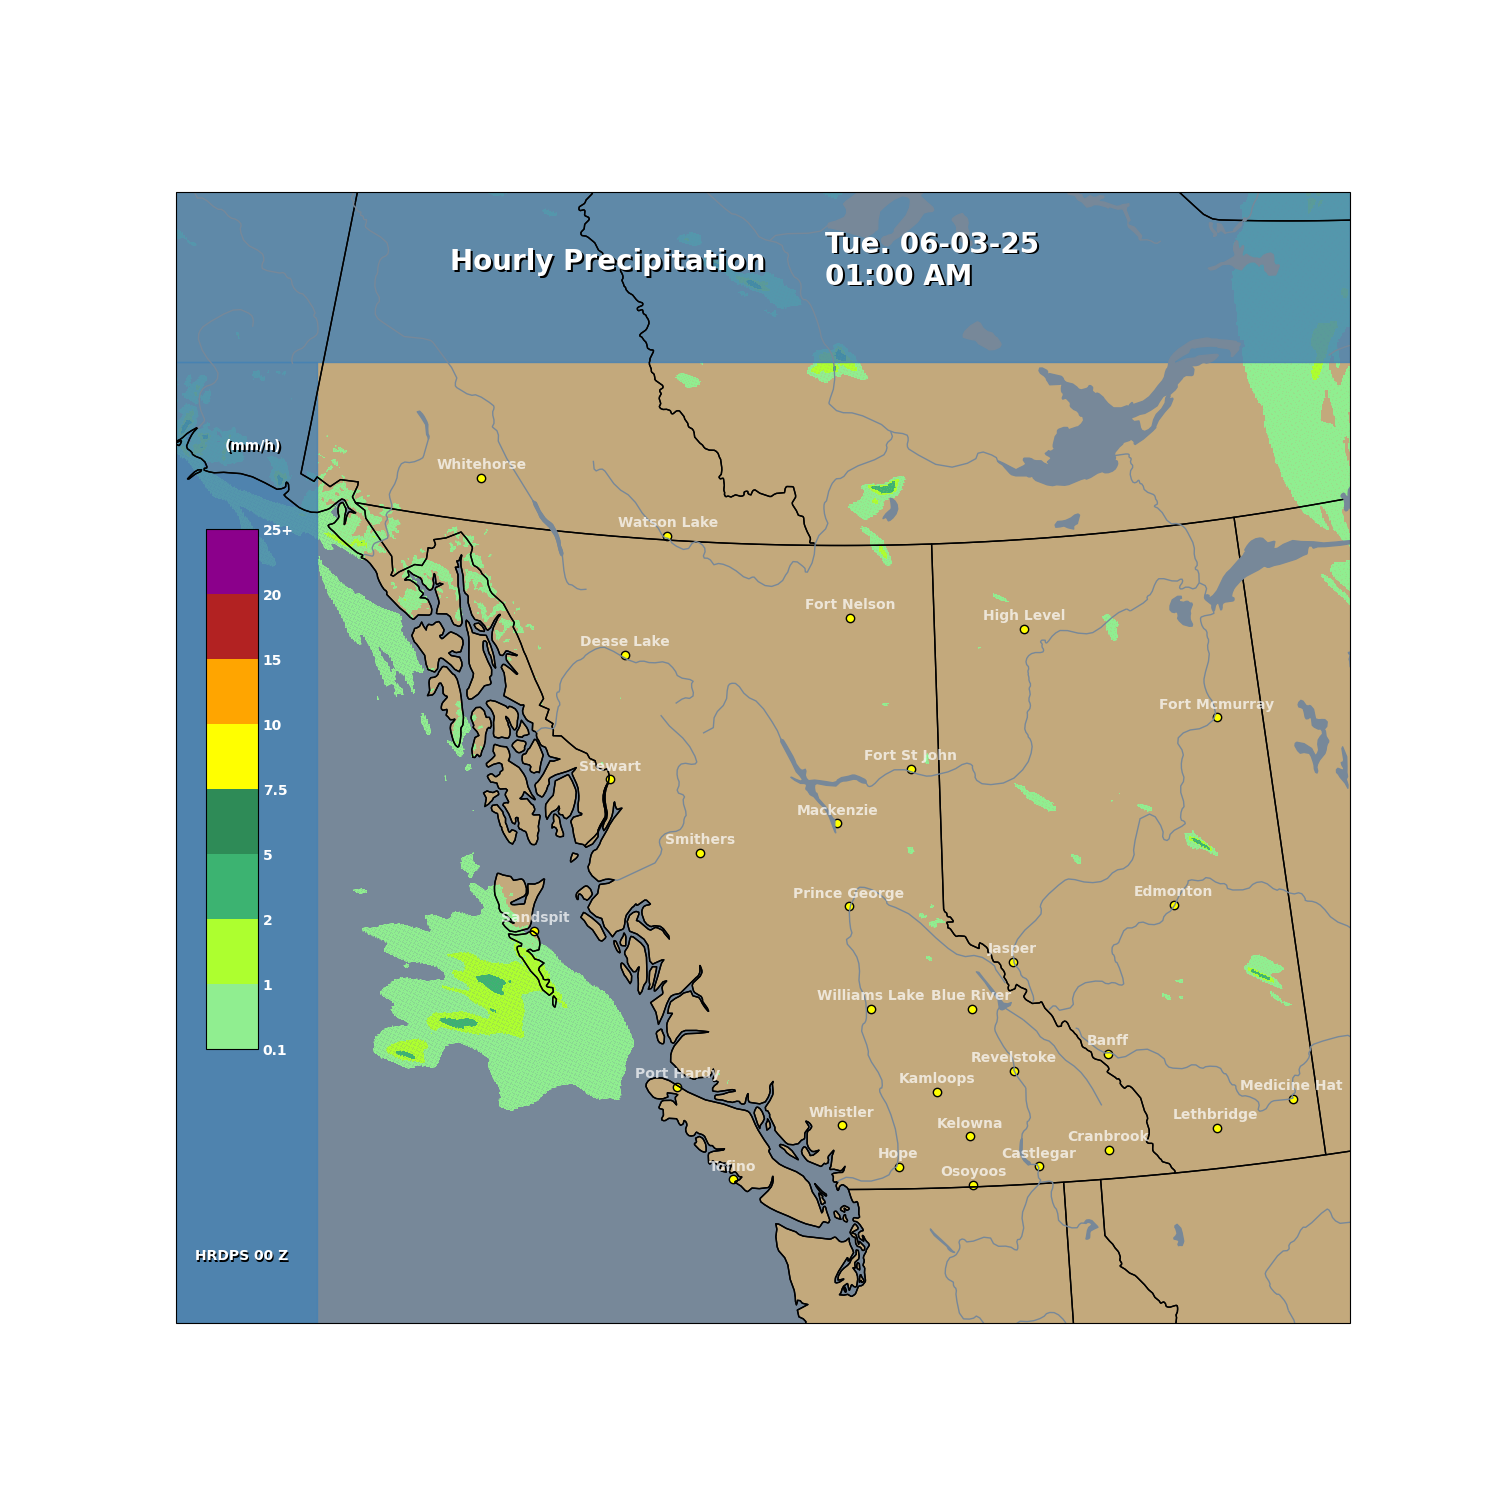 Hourly Precipitation
Tue. 06-03-25
01:00 AM
(mm/h)
25+
20
15
10
7.5
5
2
1
0.1
Whitehorse
Watson Lake
Fort Nelson
High Level
Dease Lake
Fort Mcmurray
Fort St John
Stewart
Mackenzie
Smithers
Prince George
Edmonton
Sandspit
Jasper
Williams Lake
Blue River
Banff
Revelstoke
Port Hardy
Kamloops
Medicine Hat
Whistler
Lethbridge
Kelowna
Cranbrook
Hope
Castlegar
Tofino
Osoyoos
HRDPS 00 Z